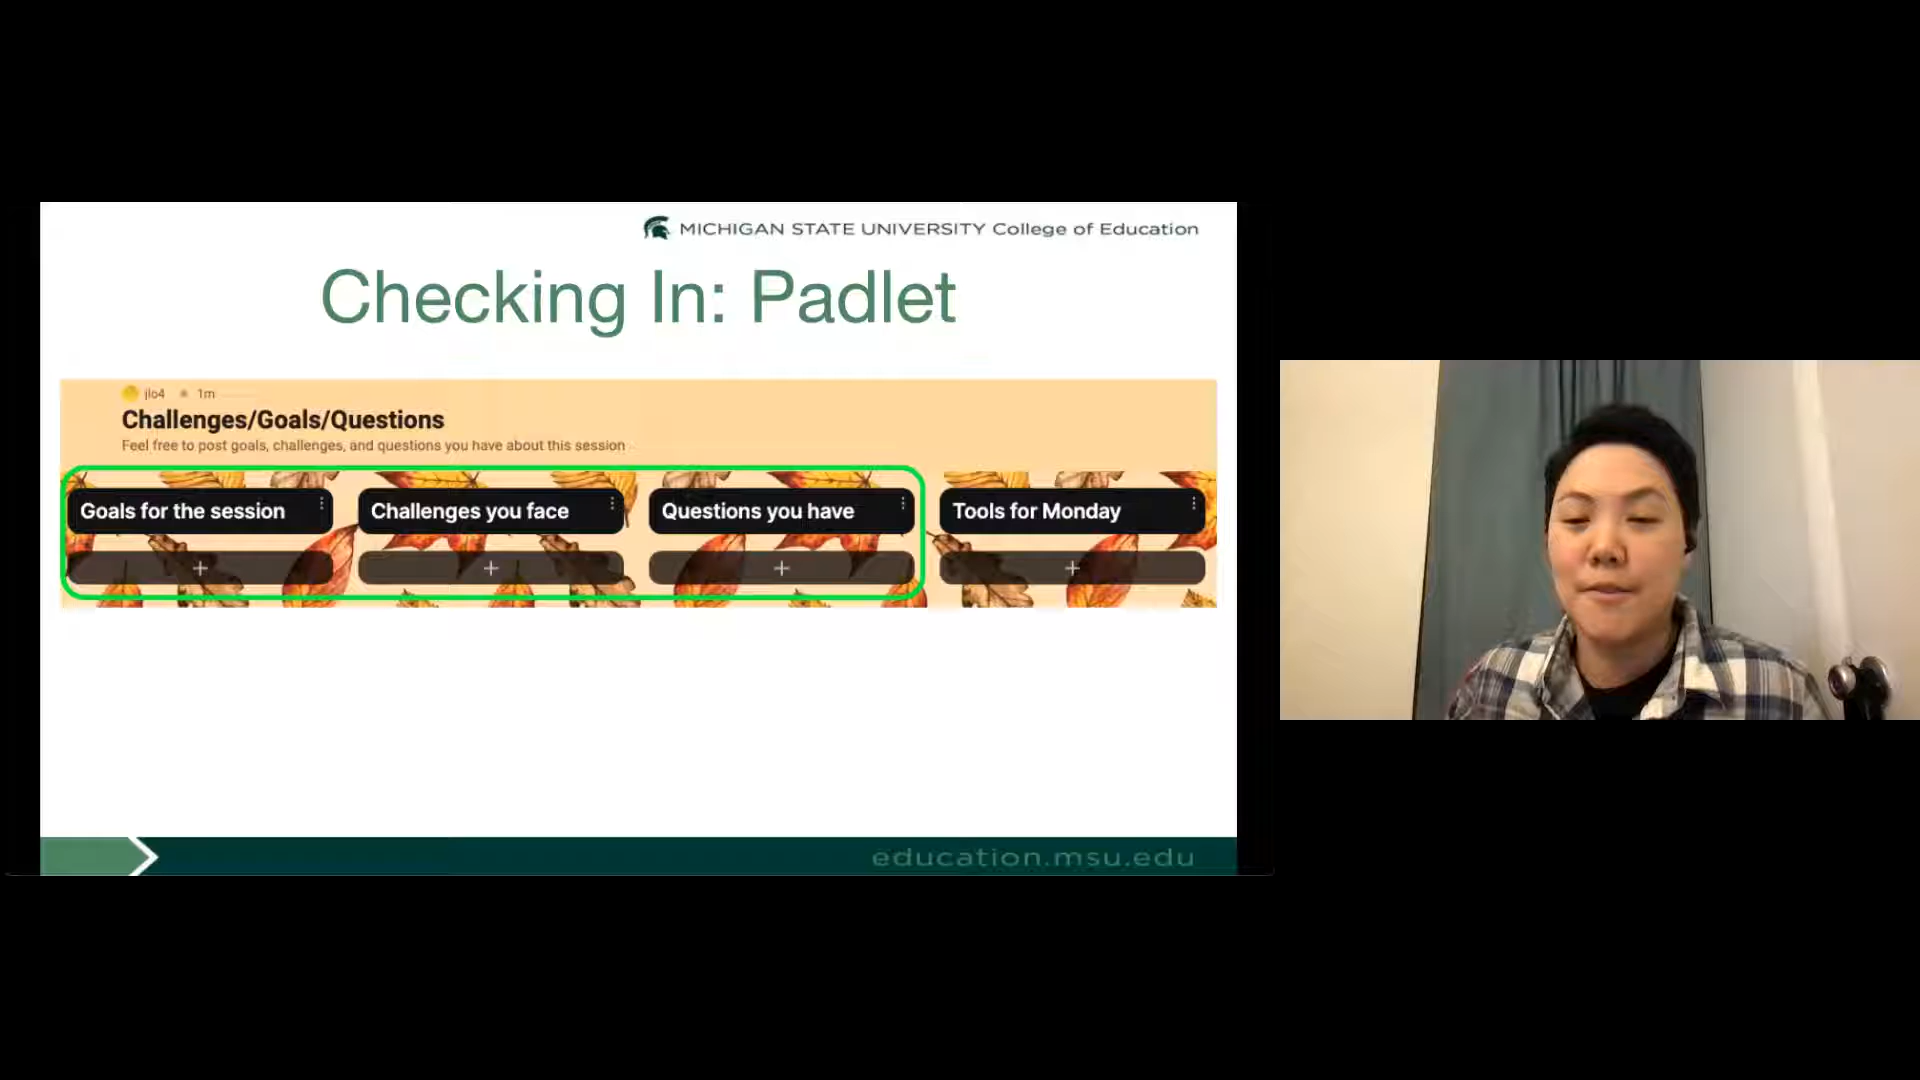 MICHIGAN STATE UNIVERSITY College of Education
Checking In: Padlet
jlo4 1m
Challenges/Goals/Questions
Feel free to post goals, challenges, and questions you have about this session
Goals for the session
Challenges you face
Questions you have
Tools for Monday
education.msu.edu